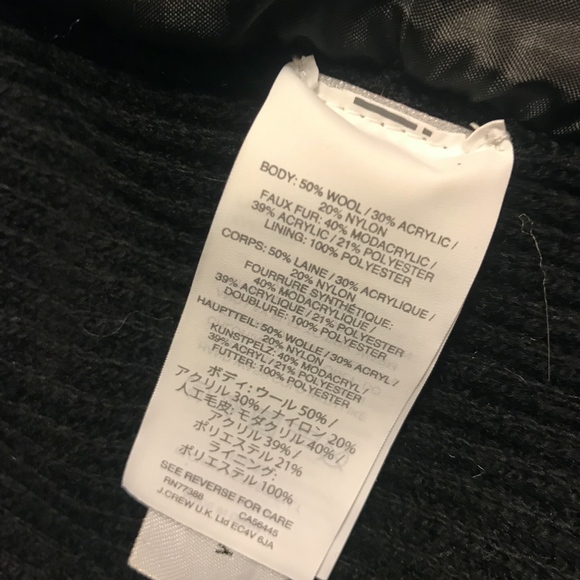 BODY: 50% WOOL / 30% ACRYLIC /
20% NYLON
FAUX FUR: 40% MODACRYLIC /
39% ACRYLIC / 21% POLYESTER
LINING: 100% POLYESTER
CORPS: 50% LAINE / 30% ACRYLIQUE /
20% NYLON
FOURRURE SYNTHÉTIQUE:
40% MODACRYLIQUE /
39% ACRYLIQUE / 21% POLYESTER
DOUBLURE: 100% POLYESTER
HAUPTTEIL: 50% WOLLE / 30% ACRYL /
20% NYLON
KUNSTPELZ: 40% MODACRYL /
39% ACRYL / 21% POLYESTER
FUTTER: 100% POLYESTER
ボディ: ウール 50% /
アクリル 30% / ナイロン 20%
人工毛皮: モダクリル 40% /
アクリル 39% /
ポリエステル 21%
ライニング:
ポリエステル 100%
SEE REVERSE FOR CARE
RN77388 CA56445
J.CREW U.K. Ltd EC4V 6JA